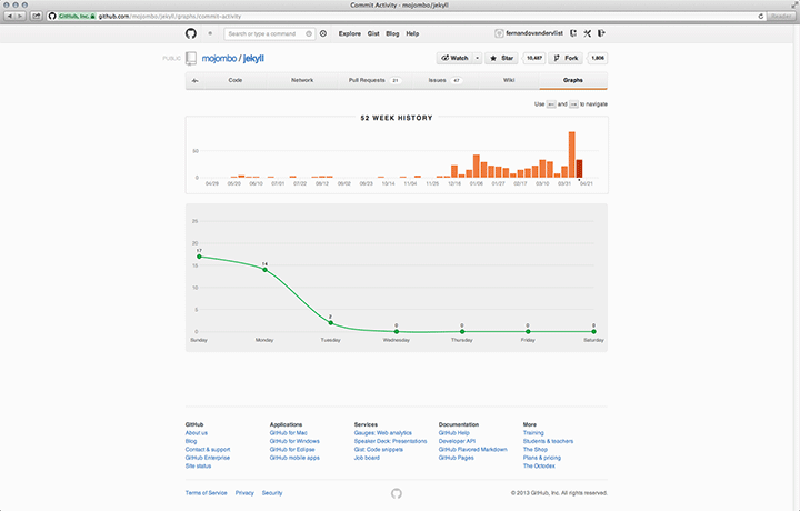 Commit Activity · mojombo/jekyll
GitHub, Inc. github.com/mojombo/jekyll/graphs/commit-activity
Reader
Search or type a command
Explore Gist Blog Help
fernandovandervlist
PUBLIC mojombo / jekyll
Watch Star 10,487 Fork 1,806
Code Network Pull Requests Issues Wiki Graphs
Use and to navigate
52 WEEK HISTORY
50
0
04/29 05/20 06/10 07/01 07/22 08/12 09/02 09/23 10/14 11/04 11/25 12/16 01/06 01/27 02/17 03/10 03/31 04/21
25
20
17
15
14
10
5
2
0 0 0 0 0
Sunday Monday Tuesday Wednesday Thursday Friday Saturday
GitHub Applications Services Documentation More
About us GitHub for Mac Gauges: Web analytics GitHub Help Training
Blog GitHub for Windows Speaker Deck: Presentations Developer API Students & teachers
Contact & support GitHub for Eclipse Gist: Code snippets GitHub Flavored Markdown The Shop
GitHub Enterprise GitHub mobile apps Job board GitHub Pages Plans & pricing
Site status The Octodex
Terms of Service Privacy Security
© 2013 GitHub, Inc. All rights reserved.